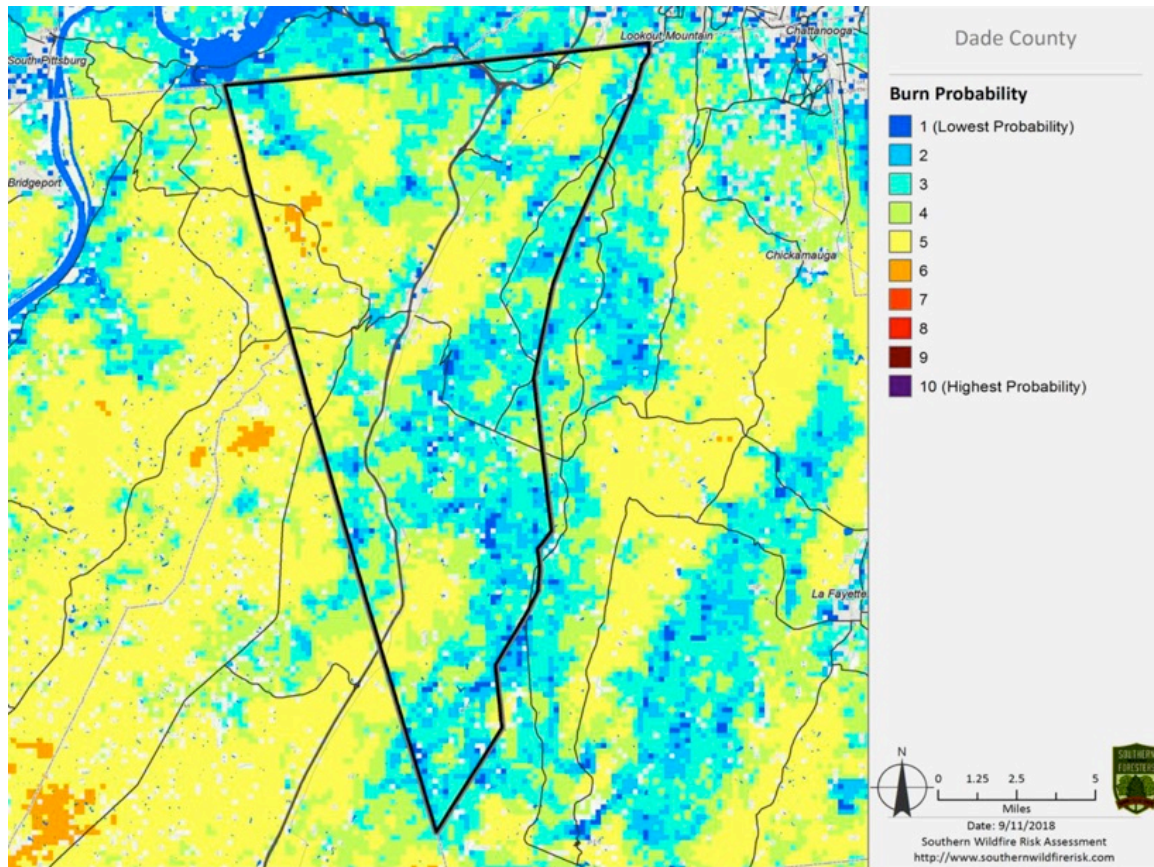 South Pittsburg
Lookout Mountain
Chattanooga
Bridgeport
Chickamauga
La Fayette
Dade County
Burn Probability
1 (Lowest Probability)
2
3
4
5
6
7
8
9
10 (Highest Probability)
N
0 1.25 2.5 5
Miles
SOUTHERN
FORESTERS
Date: 9/11/2018
Southern Wildfire Risk Assessment
http://www.southernwildfirerisk.com